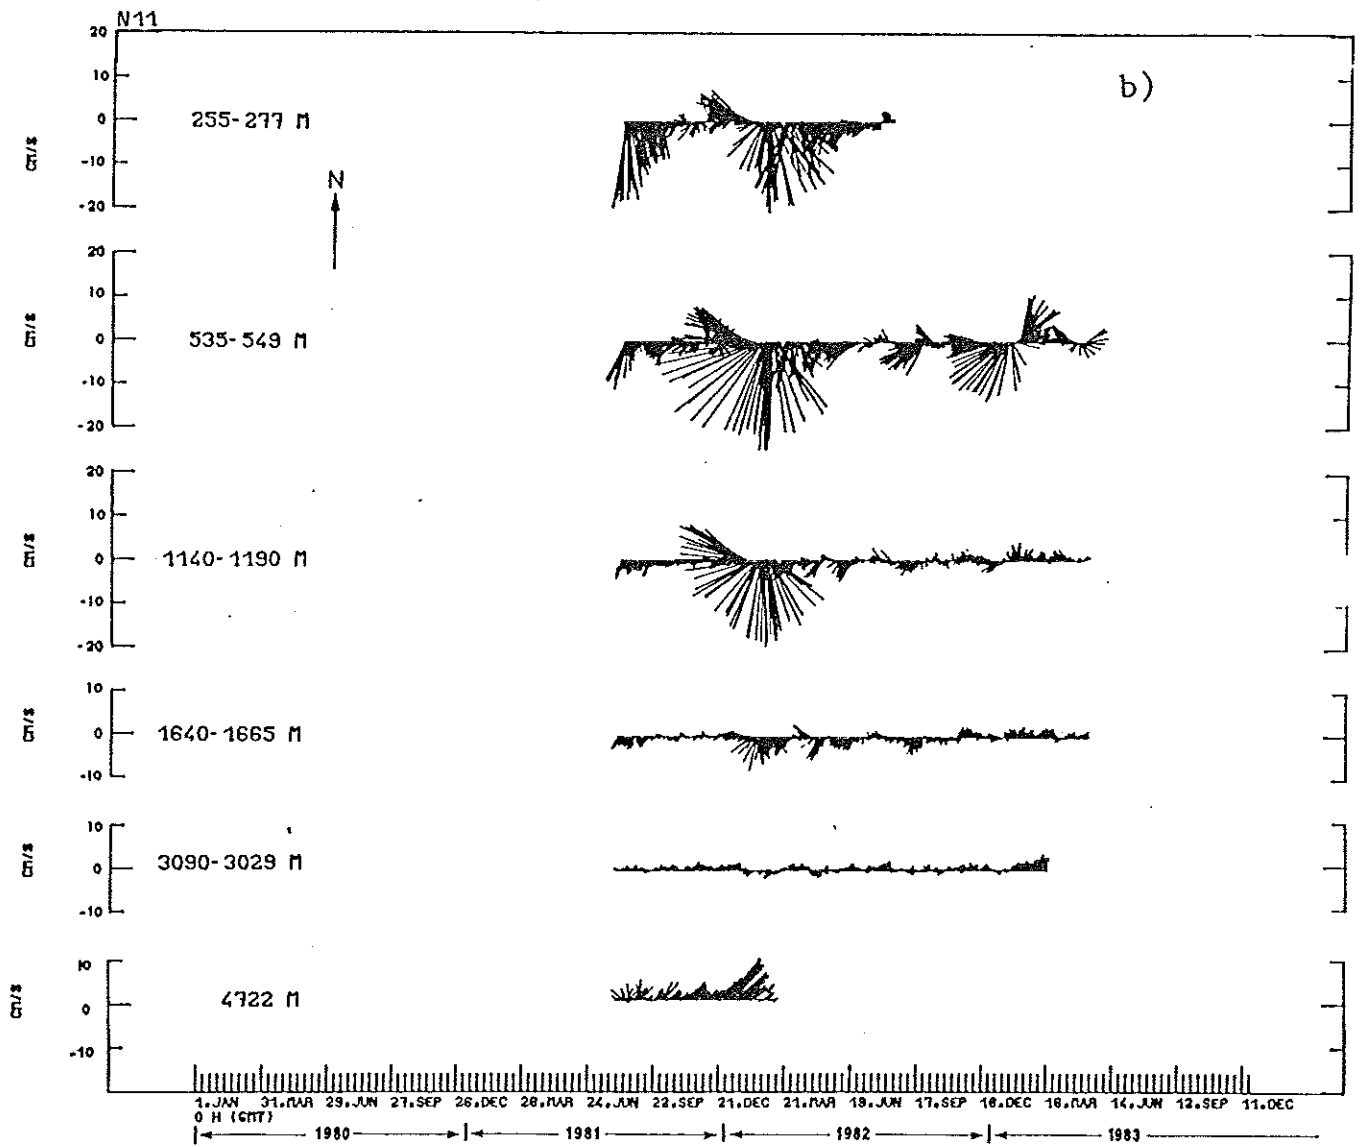 N11
b)
20
10
0
-10
-20
CM/S
255-277 M
N
20
10
0
-10
-20
CM/S
535-549 M
20
10
0
-10
-20
CM/S
1140-1190 M
10
0
-10
CM/S
1640-1665 M
10
0
-10
CM/S
3090-3029 M
10
0
-10
CM/S
4722 M
1.JAN 31.MAR 29.JUN 27.SEP 26.DEC 26.MAR 24.JUN 22.SEP 21.DEC 21.MAR 19.JUN 17.SEP 16.DEC 16.MAR 14.JUN 12.SEP 11.DEC
0 H (GMT)
1980 1981 1982 1983